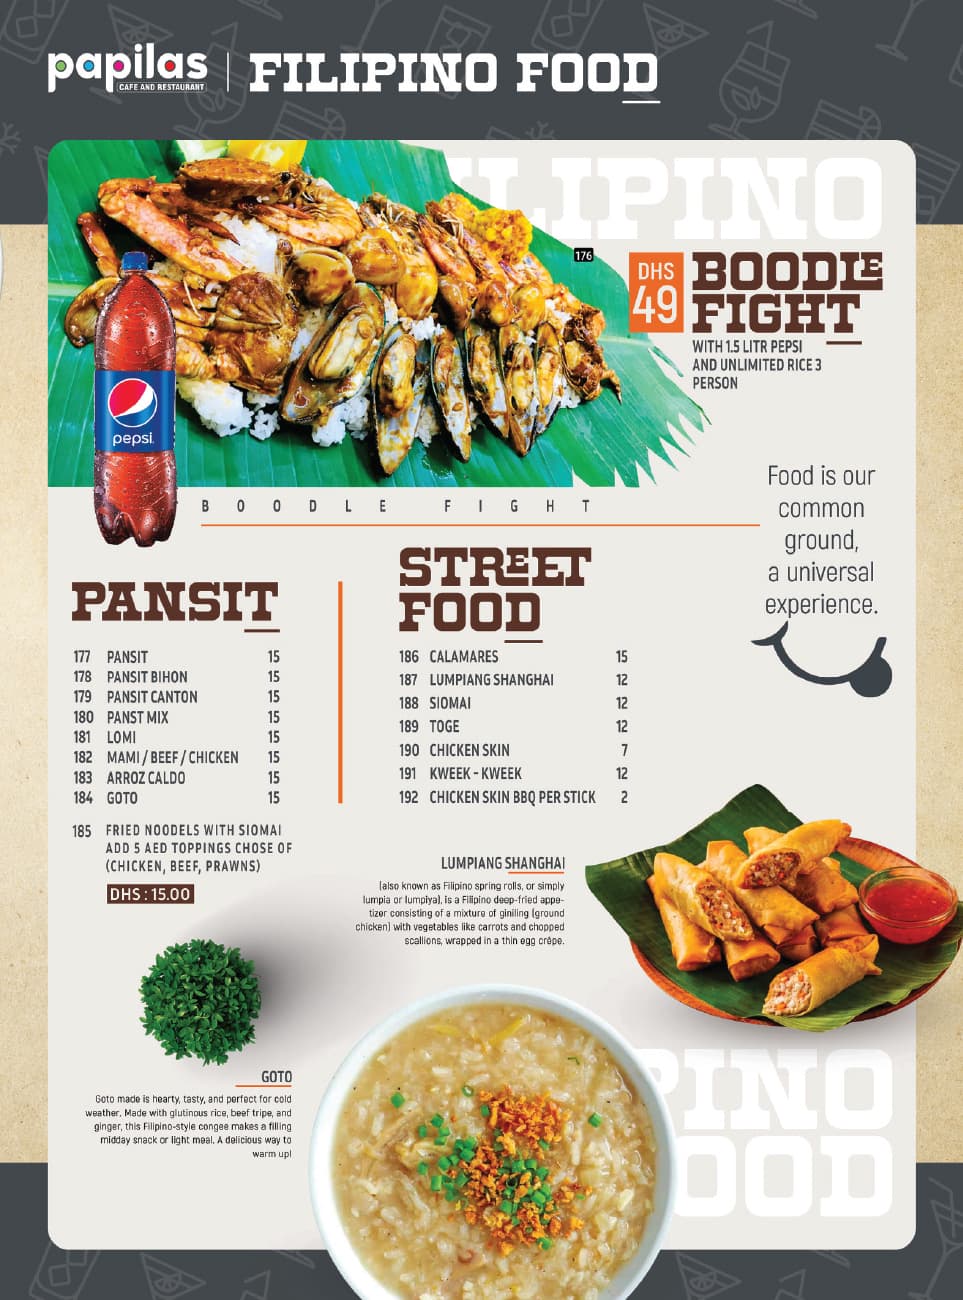 papilas
CAFE AND RESTAURANT
FILIPINO FOOD
ILIPINO
176
DHS
49
BOODLE
FIGHT
WITH 1.5 LITR PEPSI
AND UNLIMITED RICE 3
PERSON
pepsi
BOODLE FIGHT
Food is our
common
ground,
a universal
experience.
PANSIT
177 PANSIT 15
178 PANSIT BIHON 15
179 PANSIT CANTON 15
180 PANST MIX 15
181 LOMI 15
182 MAMI / BEEF / CHICKEN 15
183 ARROZ CALDO 15
184 GOTO 15
185 FRIED NOODELS WITH SIOMAI
ADD 5 AED TOPPINGS CHOSE OF
(CHICKEN, BEEF, PRAWNS)
DHS : 15.00
STREET
FOOD
186 CALAMARES 15
187 LUMPIANG SHANGHAI 12
188 SIOMAI 12
189 TOGE 12
190 CHICKEN SKIN 7
191 KWEEK - KWEEK 12
192 CHICKEN SKIN BBQ PER STICK 2
LUMPIANG SHANGHAI
(also known as Filipino spring rolls, or simply
lumpia or lumpiya), is a Filipino deep-fried appe-
tizer consisting of a mixture of giniling (ground
chicken) with vegetables like carrots and chopped
scallions, wrapped in a thin egg crêpe.
GOTO
Goto made is hearty, tasty, and perfect for cold
weather. Made with glutinous rice, beef tripe, and
ginger, this Filipino-style congee makes a filling
midday snack or light meal. A delicious way to
warm up!
PINO
OOD